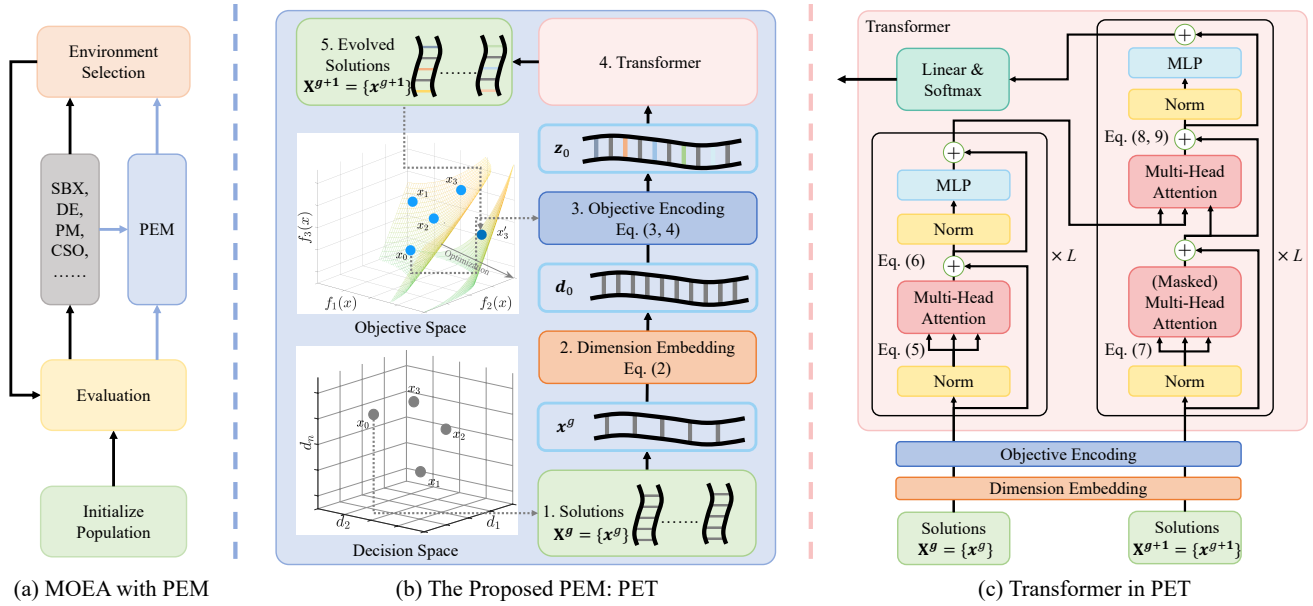 Environment
Selection
SBX,
DE,
PM,
CSO,
......
PEM
Evaluation
Initialize
Population
(a) MOEA with PEM
5. Evolved
Solutions
X^{g+1} = {x^{g+1}}
........
4. Transformer
z_0
3. Objective Encoding
Eq. (3, 4)
d_0
2. Dimension Embedding
Eq. (2)
x^g
1. Solutions
X^g = {x^g}
.......
f_3(x)
x_1
x_3
x_2
x_0
x'_3
Optimization
f_1(x)
f_2(x)
Objective Space
x_3
x_0
x_2
x_1
d_n
d_2
d_1
Decision Space
(b) The Proposed PEM: PET
Transformer
Linear &
Softmax
+
MLP
Norm
Eq. (6)
+
Multi-Head
Attention
Eq. (5)
Norm
× L
+
MLP
Norm
Eq. (8, 9)
+
Multi-Head
Attention
+
(Masked)
Multi-Head
Attention
Eq. (7)
Norm
× L
Objective Encoding
Dimension Embedding
Solutions
X^g = {x^g}
Solutions
X^{g+1} = {x^{g+1}}
(c) Transformer in PET